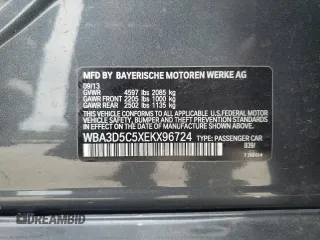 MFD BY BAYERISCHE MOTOREN WERKE AG
09/13
GVWR 4597 lbs 2085 kg
GAWR FRONT 2205 lbs 1000 kg
GAWR REAR 2502 lbs 1135 kg
THIS VEHICLE CONFORMS TO ALL APPLICABLE
U.S. FEDERAL MOTOR VEHICLE SAFETY,
BUMPER, AND THEFT PREVENTION STANDARDS
IN EFFECT ON THE DATE OF MANUFACTURE
SHOWN ABOVE.
WBA3D5C5XEKX96724 TYPE: PASSENGER CAR